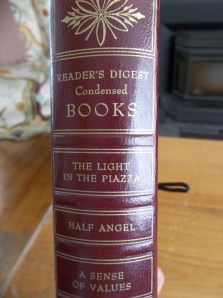 READER'S DIGEST
Condensed
BOOKS
THE LIGHT
IN THE PIAZZA
HALF ANGEL
A SENSE
OF VALUES